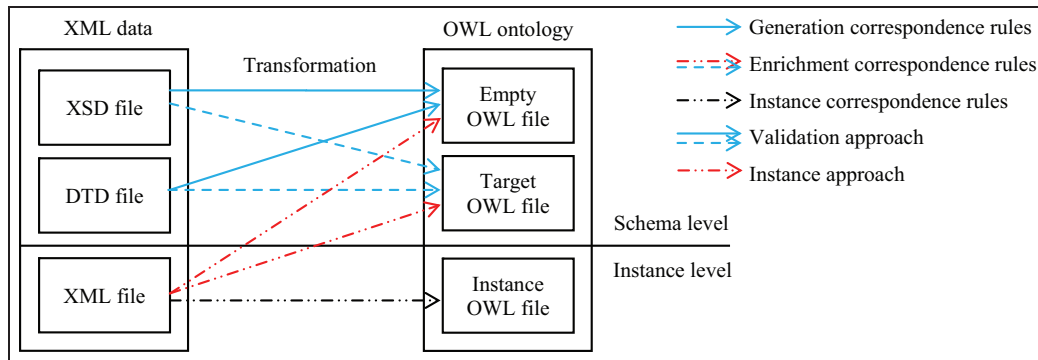 XML data
OWL ontology
Transformation
XSD file
DTD file
XML file
Empty
OWL file
Target
OWL file
Instance
OWL file
Generation correspondence rules
Enrichment correspondence rules
Instance correspondence rules
Validation approach
Instance approach
Schema level
Instance level